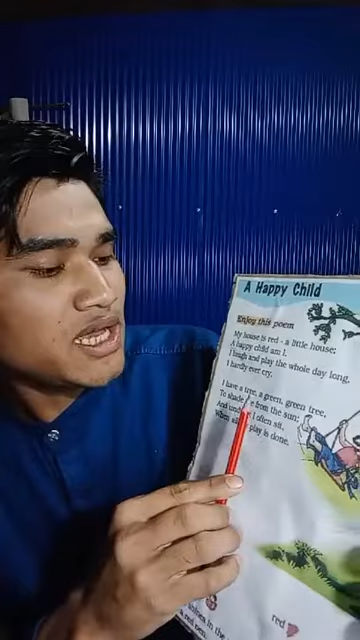 A Happy Child
Enjoy this poem
My house is red - a little house,
A happy child am I.
I laugh and play the whole day long,
I hardly ever cry.
I have a tree, a green, green tree,
To shade me from the sun;
And under it I often sit,
When all my play is done.
red